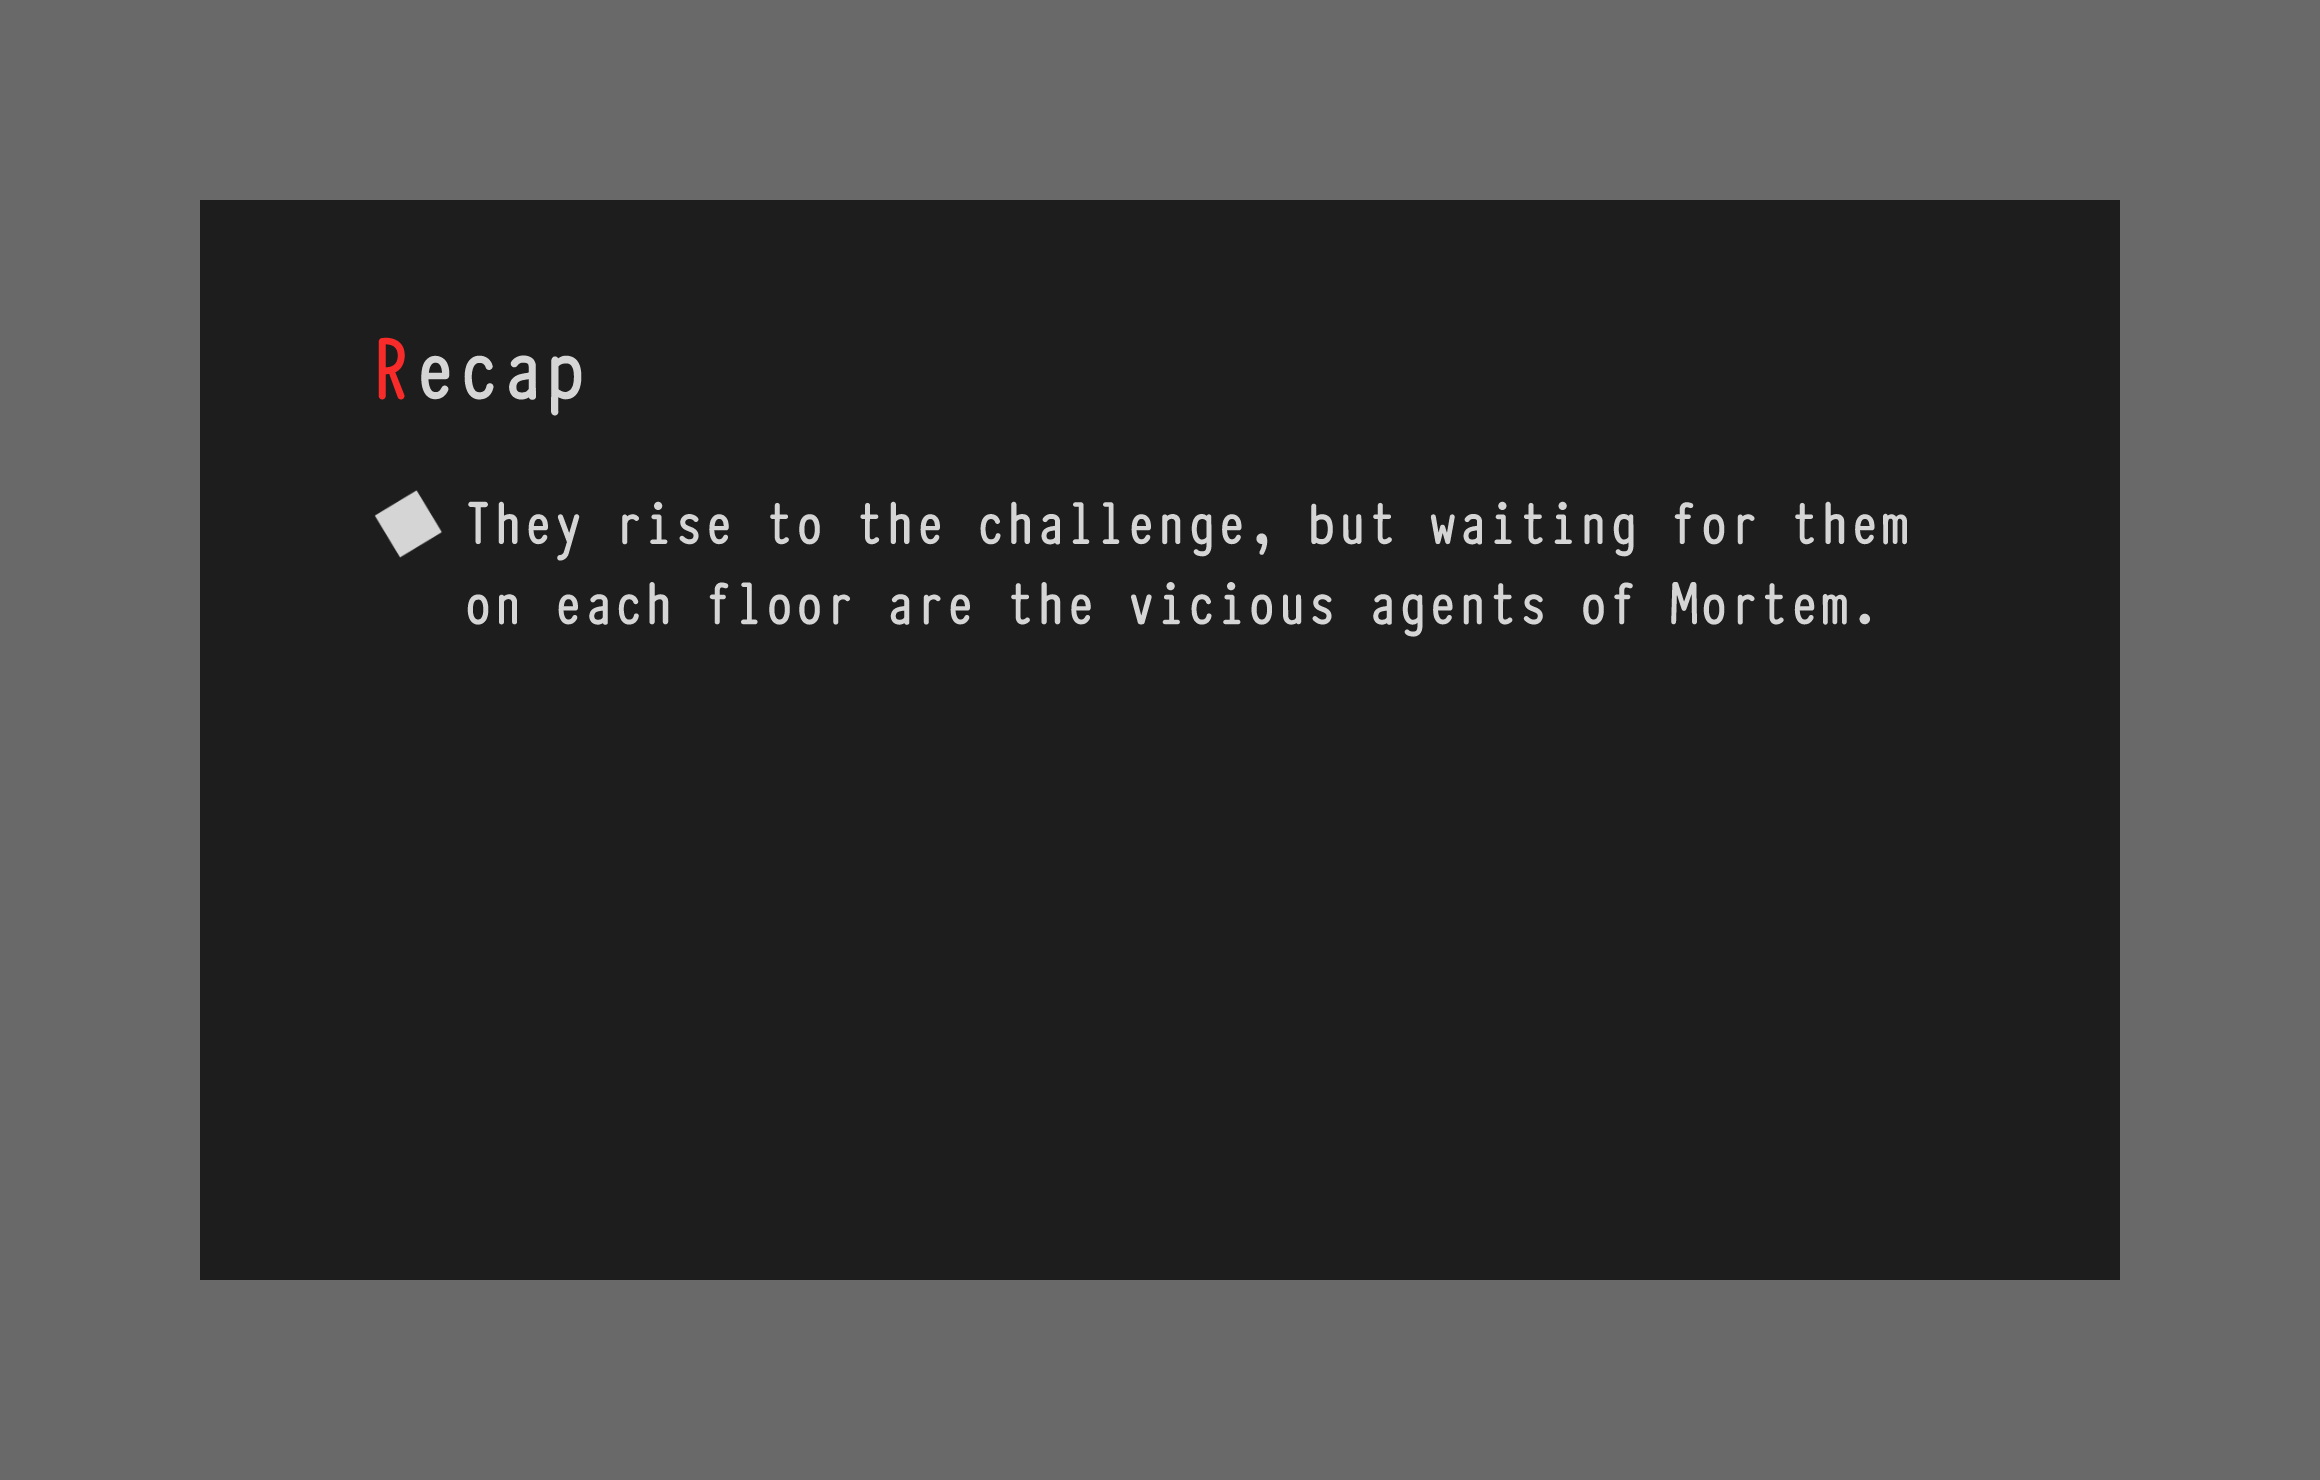 Recap
They rise to the challenge, but waiting for them
on each floor are the vicious agents of Mortem.